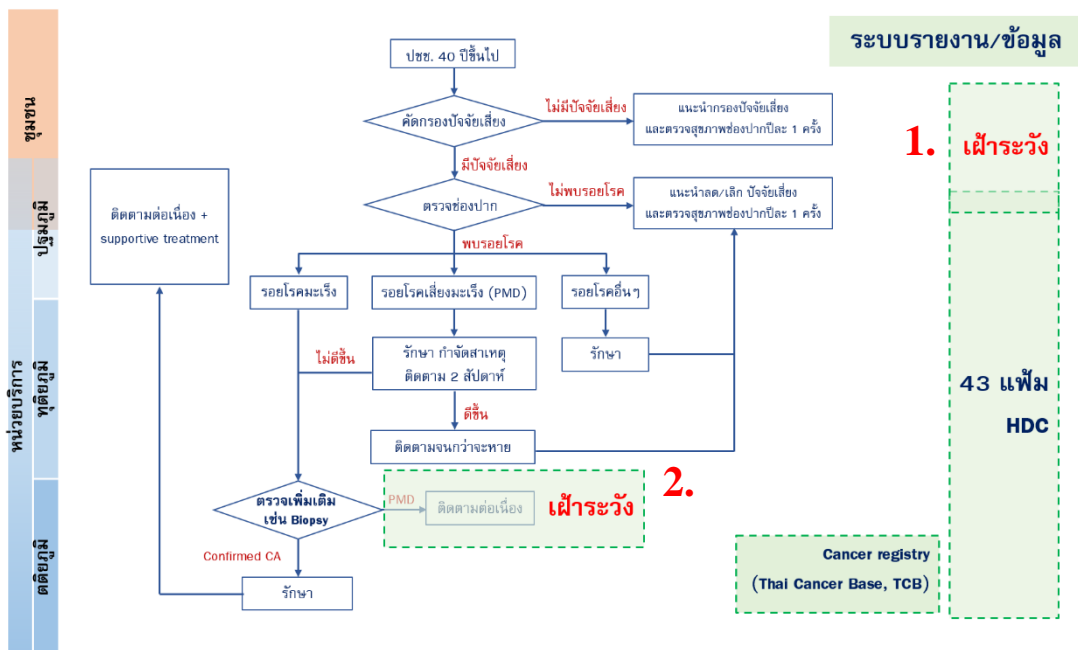 ระบบรายงาน/ข้อมูล
ปชช. 40 ปีขึ้นไป
คัดกรองปัจจัยเสี่ยง
ไม่มีปัจจัยเสี่ยง
แนะนำกรองปัจจัยเสี่ยง
และตรวจสุขภาพช่องปากปีละ 1 ครั้ง
1.
เฝ้าระวัง
ชุมชน
มีปัจจัยเสี่ยง
ตรวจช่องปาก
ไม่พบรอยโรค
แนะนำลด/เลิก ปัจจัยเสี่ยง
และตรวจสุขภาพช่องปากปีละ 1 ครั้ง
ติดตามต่อเนื่อง +
supportive treatment
หน่วยบริการ
ปฐมภูมิ
พบรอยโรค
รอยโรคมะเร็ง
รอยโรคเสี่ยงมะเร็ง (PMD)
รอยโรคอื่นๆ
ทุติยภูมิ
ไม่ดีขึ้น
รักษา กำจัดสาเหตุ
ติดตาม 2 สัปดาห์
รักษา
ดีขึ้น
ติดตามจนกว่าจะหาย
43 แฟ้ม
HDC
2.
ตรวจเพิ่มเติม
เช่น Biopsy
PMD
ติดตามต่อเนื่อง
เฝ้าระวัง
ตติยภูมิ
Confirmed CA
รักษา
Cancer registry
(Thai Cancer Base, TCB)